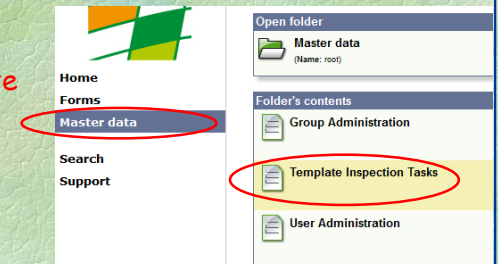 Open folder
Master data
(Name: root)
Home
Forms
Master data
Search
Support
Folder's contents
Group Administration
Template Inspection Tasks
User Administration